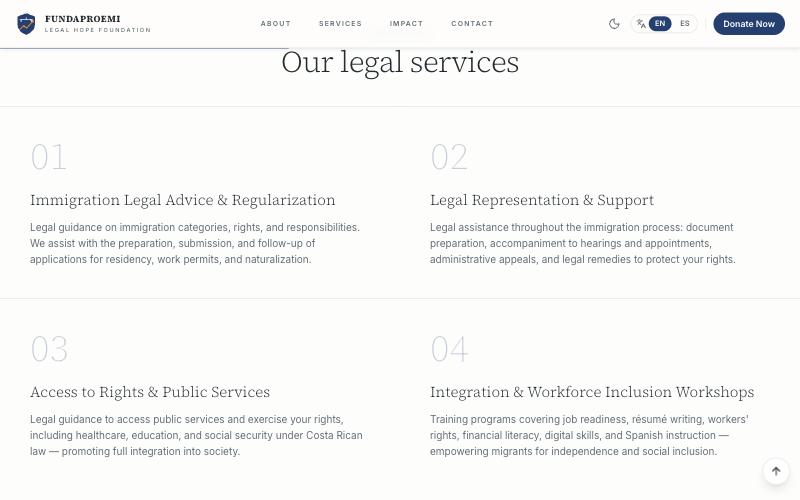 FUNDAPROEMI
LEGAL HOPE FOUNDATION
ABOUT
SERVICES
IMPACT
CONTACT
EN
ES
Donate Now
Our legal services
01
Immigration Legal Advice & Regularization
Legal guidance on immigration categories, rights, and responsibilities.
We assist with the preparation, submission, and follow-up of
applications for residency, work permits, and naturalization.
02
Legal Representation & Support
Legal assistance throughout the immigration process: document
preparation, accompaniment to hearings and appointments,
administrative appeals, and legal remedies to protect your rights.
03
Access to Rights & Public Services
Legal guidance to access public services and exercise your rights,
including healthcare, education, and social security under Costa Rican
law — promoting full integration into society.
04
Integration & Workforce Inclusion Workshops
Training programs covering job readiness, résumé writing, workers'
rights, financial literacy, digital skills, and Spanish instruction —
empowering migrants for independence and social inclusion.